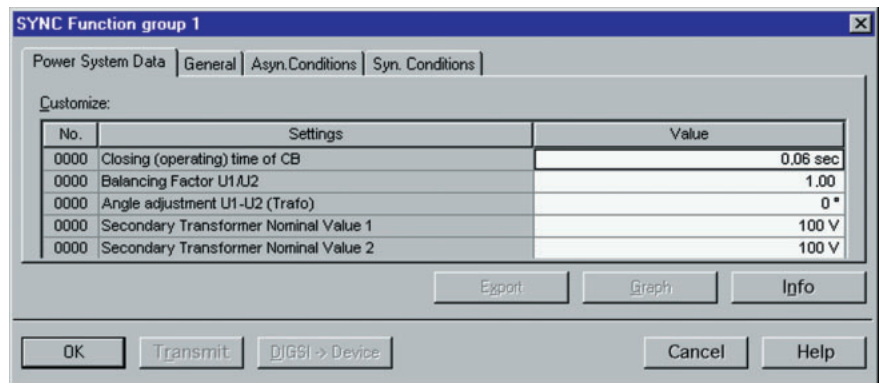 SYNC Function group 1
Power System Data General Asyn.Conditions Syn. Conditions
Customize:
No. Settings Value
0000 Closing (operating) time of CB 0.06 sec
0000 Balancing Factor U1/U2 1.00
0000 Angle adjustment U1-U2 (Trafo) 0 °
0000 Secondary Transformer Nominal Value 1 100 V
0000 Secondary Transformer Nominal Value 2 100 V
Export Graph Info
OK Transmit DIGSI -> Device Cancel Help